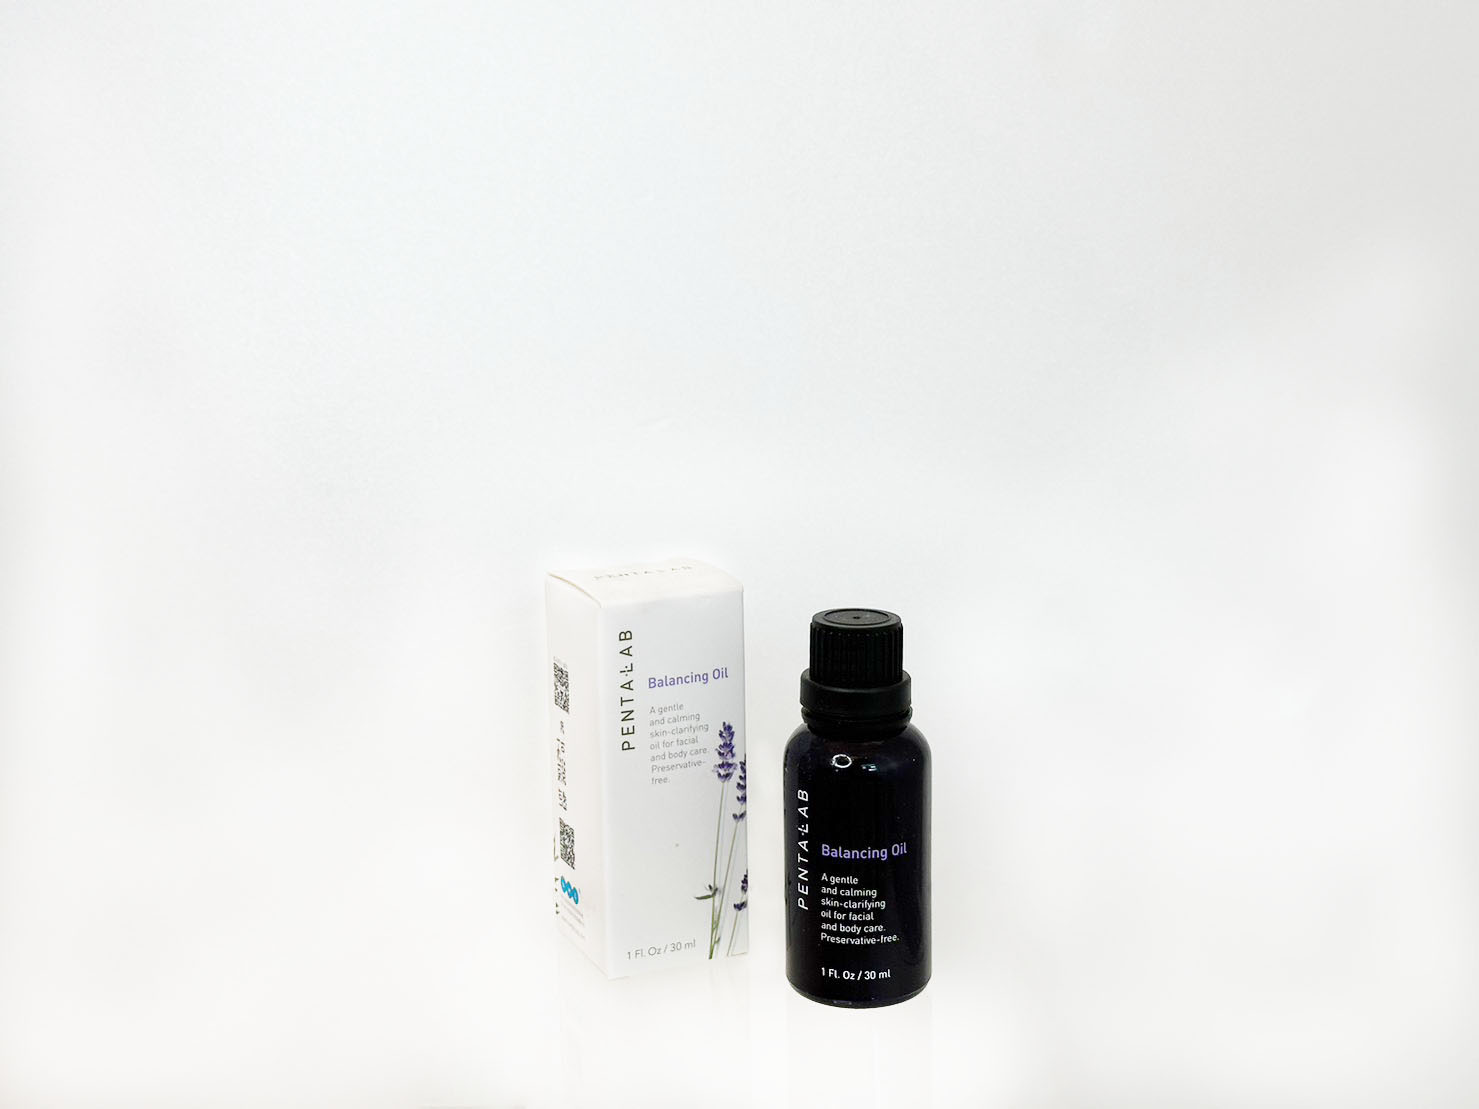 PENTA·LAB
PENTA·LAB
Balancing Oil
A gentle
and calming
skin-clarifying
oil for facial
and body care.
Preservative-
free.
1 Fl. Oz / 30 ml
PENTA·LAB
Balancing Oil
A gentle
and calming
skin-clarifying
oil for facial
and body care.
Preservative-free.
1 Fl. Oz / 30 ml